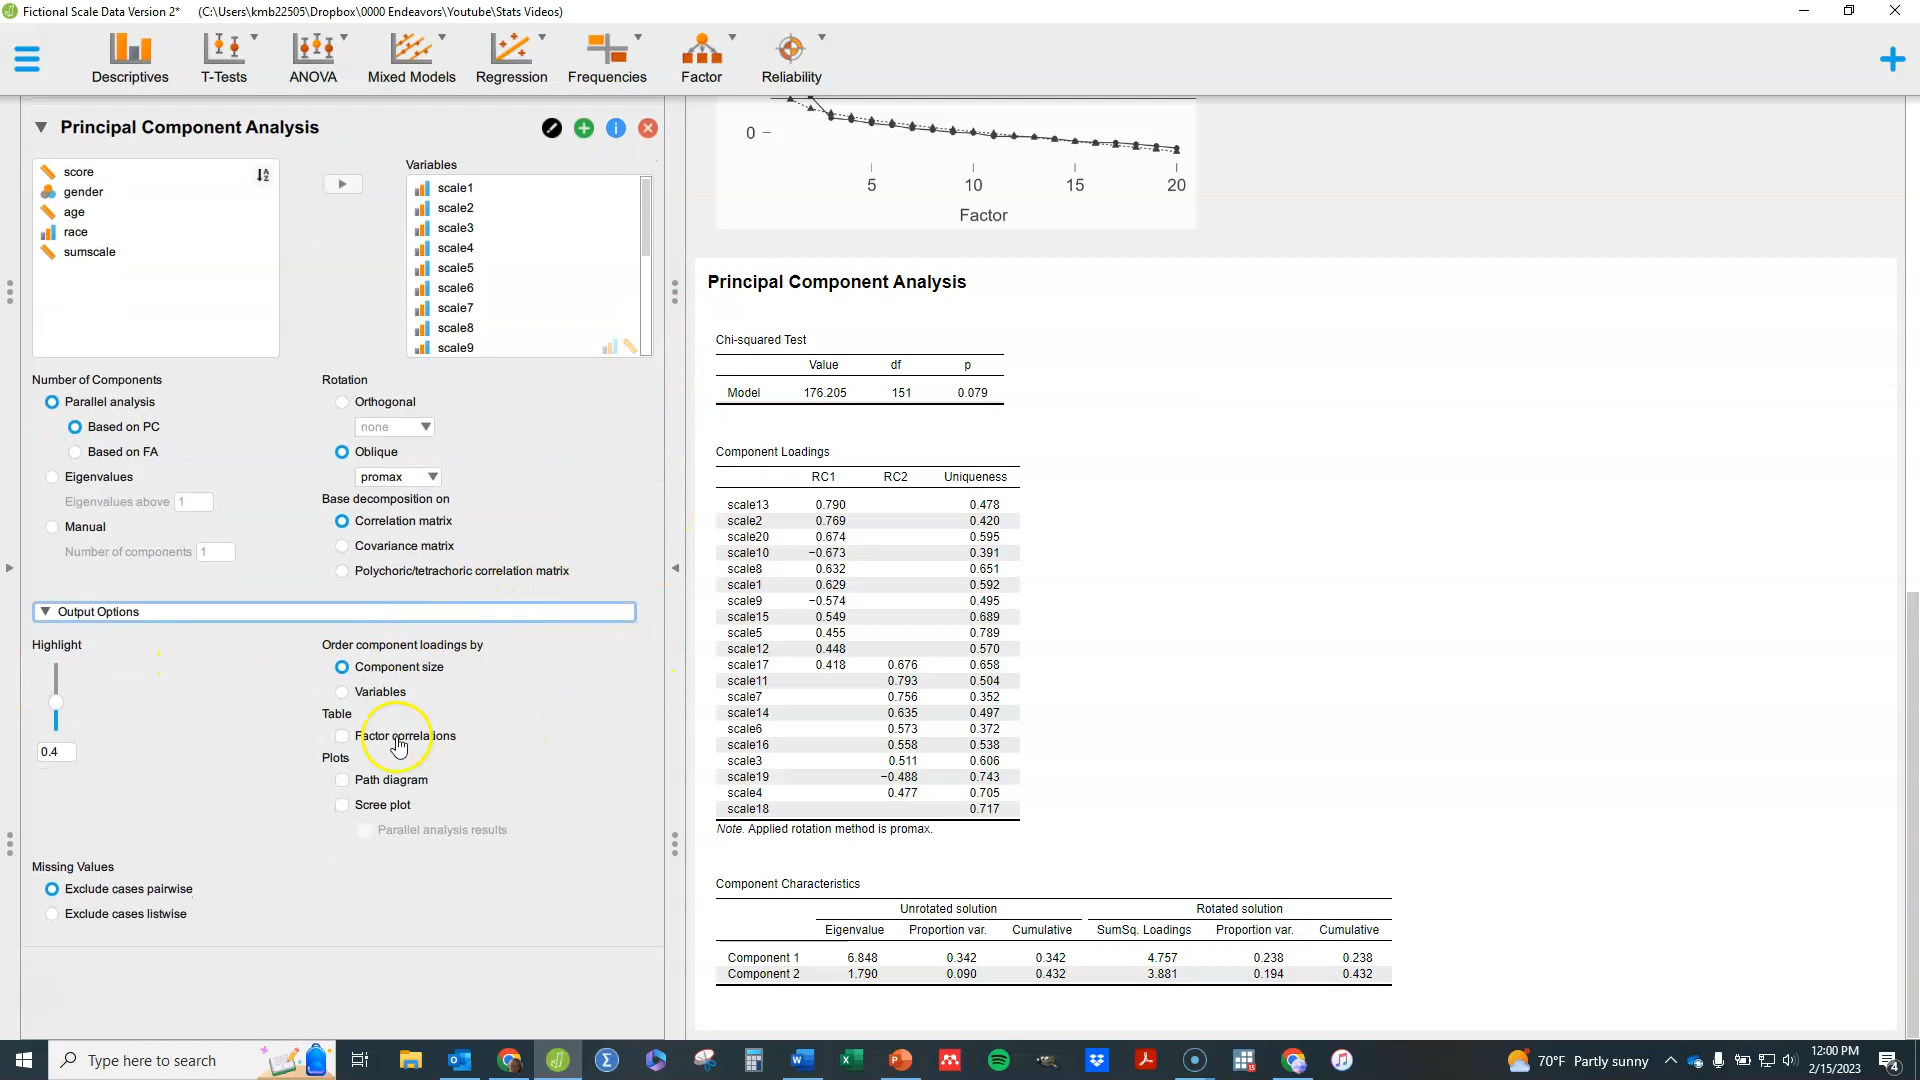 Fictional Scale Data Version 2* (C:\Users\kmb22505\Dropbox\0000 Endeavors\Youtube\Stats Videos)
Descriptives T-Tests ANOVA Mixed Models Regression Frequencies Factor Reliability
Principal Component Analysis
score
gender
age
race
sumscale
Variables
scale1
scale2
scale3
scale4
scale5
scale6
scale7
scale8
scale9
Number of Components
Parallel analysis
Based on PC
Based on FA
Eigenvalues
Eigenvalues above 1
Manual
Number of components 1
Rotation
Orthogonal
none
Oblique
promax
Base decomposition on
Correlation matrix
Covariance matrix
Polychoric/tetrachoric correlation matrix
Output Options
Highlight
0.4
Order component loadings by
Component size
Variables
Table
Factor correlations
Plots
Path diagram
Scree plot
Parallel analysis results
Missing Values
Exclude cases pairwise
Exclude cases listwise
0
5 10 15 20
Factor
Principal Component Analysis
Chi-squared Test
Value df p
Model 176.205 151 0.079
Component Loadings
RC1 RC2 Uniqueness
scale13 0.790 0.478
scale2 0.769 0.420
scale20 0.674 0.595
scale10 −0.673 0.391
scale8 0.632 0.651
scale1 0.629 0.592
scale9 −0.574 0.495
scale15 0.549 0.689
scale5 0.455 0.789
scale12 0.448 0.570
scale17 0.418 0.676 0.658
scale11 0.793 0.504
scale7 0.756 0.352
scale14 0.635 0.497
scale6 0.573 0.372
scale16 0.558 0.538
scale3 0.511 0.606
scale19 −0.488 0.743
scale4 0.477 0.705
scale18 0.717
Note. Applied rotation method is promax.
Component Characteristics
Unrotated solution Rotated solution
Eigenvalue Proportion var. Cumulative SumSq. Loadings Proportion var. Cumulative
Component 1 6.848 0.342 0.342 4.757 0.238 0.238
Component 2 1.790 0.090 0.432 3.881 0.194 0.432
Type here to search
70°F Partly sunny
12:00 PM
2/15/2023
4